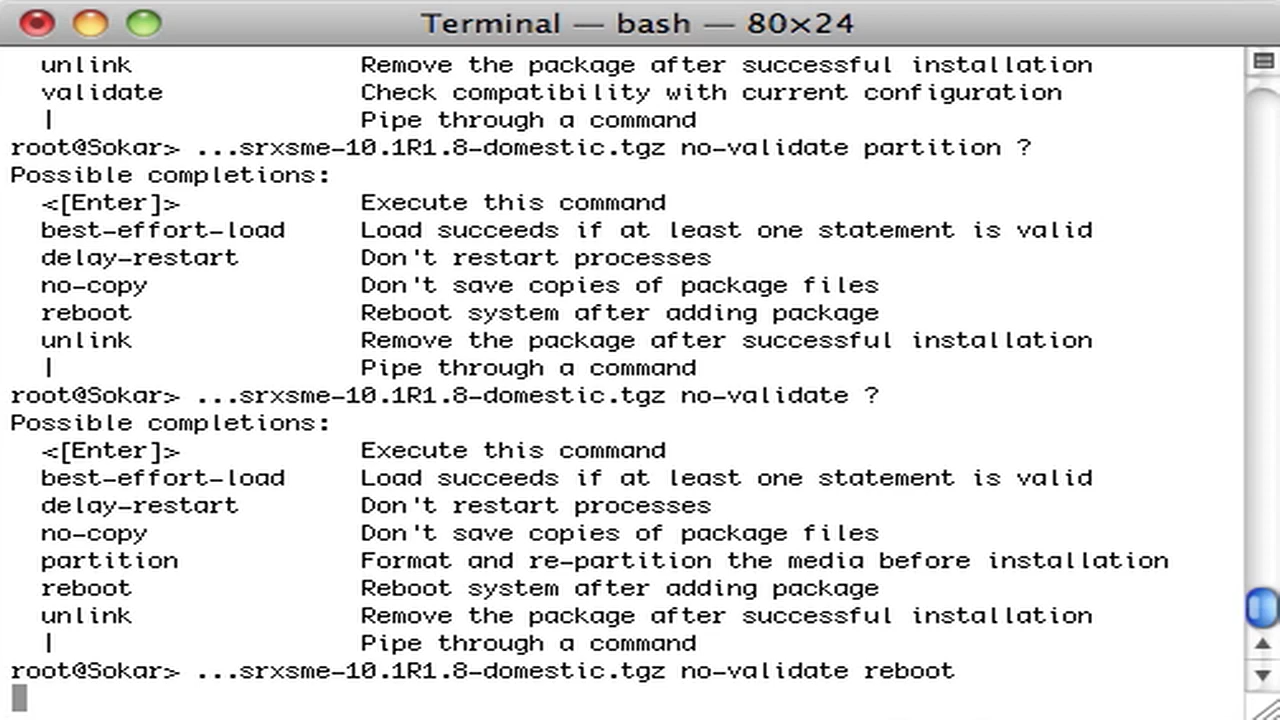 Terminal — bash — 80×24
unlink Remove the package after successful installation
validate Check compatibility with current configuration
| Pipe through a command
root@Sokar> ...srxsme-10.1R1.8-domestic.tgz no-validate partition ?
Possible completions:
<[Enter]> Execute this command
best-effort-load Load succeeds if at least one statement is valid
delay-restart Don't restart processes
no-copy Don't save copies of package files
reboot Reboot system after adding package
unlink Remove the package after successful installation
| Pipe through a command
root@Sokar> ...srxsme-10.1R1.8-domestic.tgz no-validate ?
Possible completions:
<[Enter]> Execute this command
best-effort-load Load succeeds if at least one statement is valid
delay-restart Don't restart processes
no-copy Don't save copies of package files
partition Format and re-partition the media before installation
reboot Reboot system after adding package
unlink Remove the package after successful installation
| Pipe through a command
root@Sokar> ...srxsme-10.1R1.8-domestic.tgz no-validate reboot